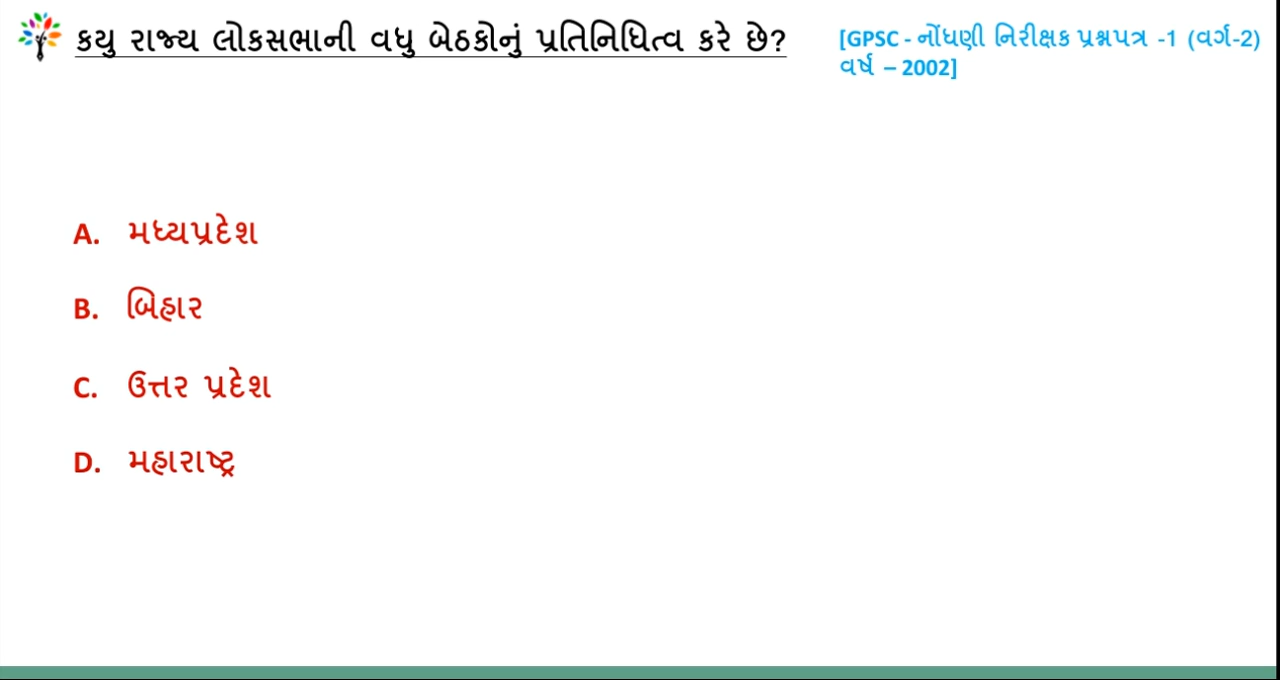 કયુ રાજ્ય લોકસભાની વધુ બેઠકોનું પ્રતિનિધિત્વ કરે છે?
[GPSC - નોંધણી નિરીક્ષક પ્રશ્નપત્ર -1 (વર્ગ-2)
વર્ષ – 2002]
A. મધ્યપ્રદેશ
B. બિહાર
C. ઉત્તર પ્રદેશ
D. મહારાષ્ટ્ર